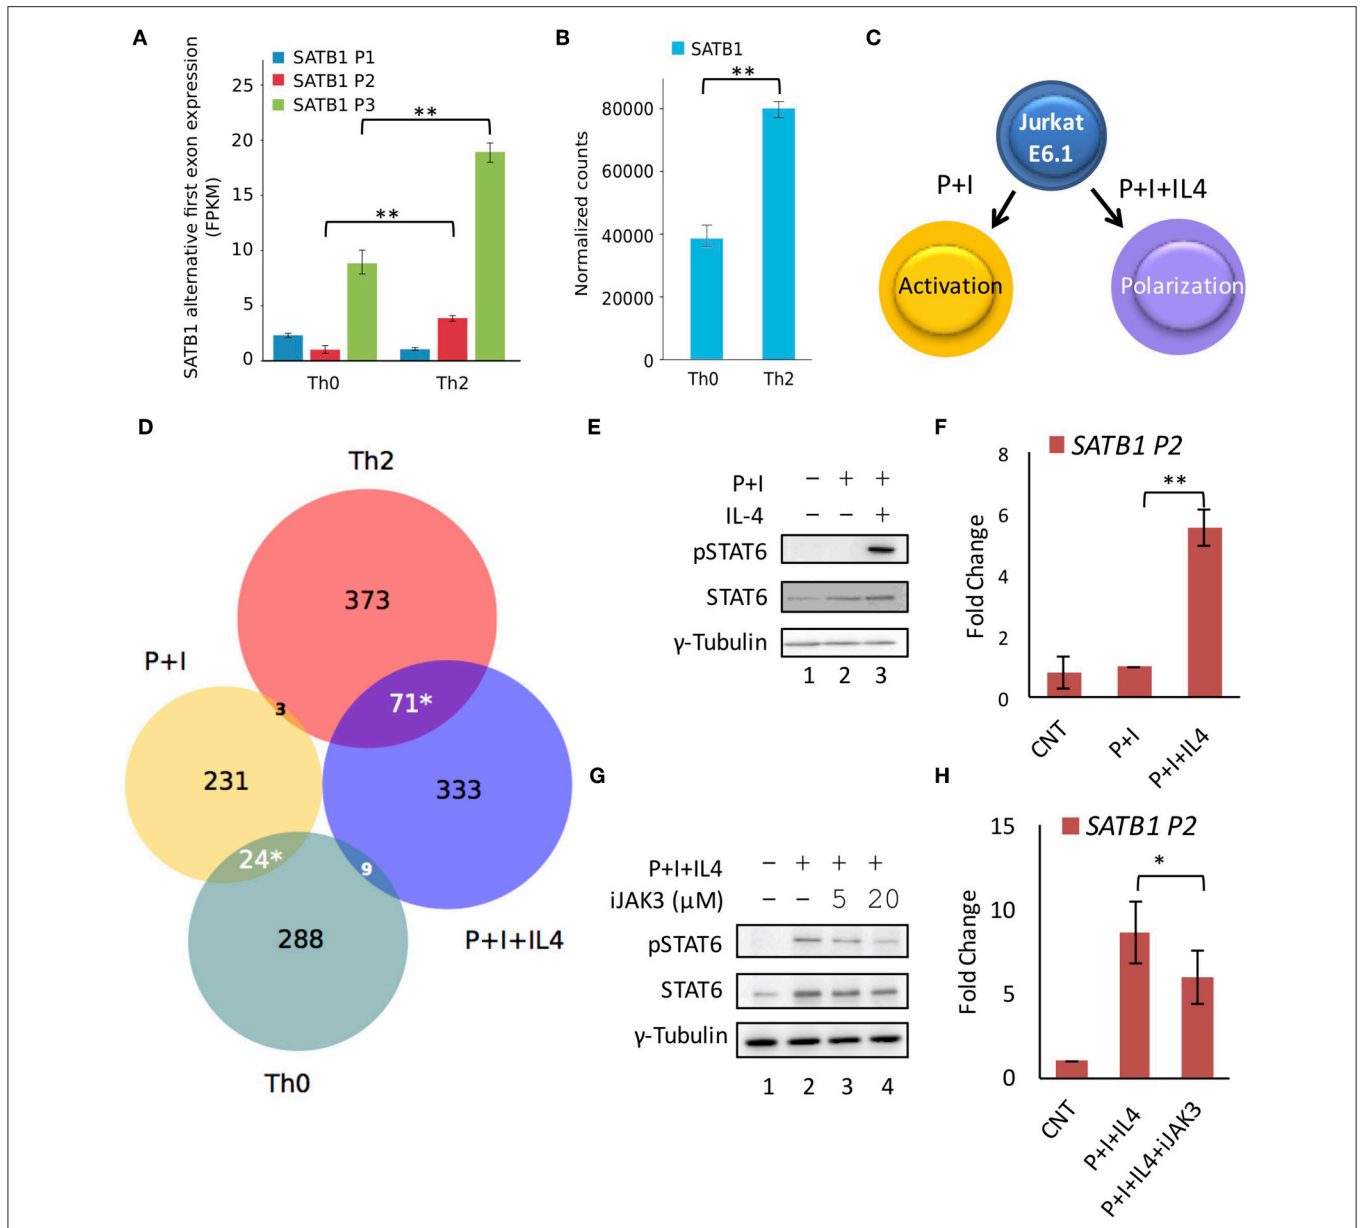 A
SATB1 alternative first exon expression
(FPKM)
SATB1 P1
SATB1 P2
SATB1 P3
25
20
15
10
5
0
**
**
Th0
Th2
B
SATB1
Normalized counts
80000
60000
40000
20000
0
**
Th0
Th2
C
Jurkat
E6.1
P+I
P+I+IL4
Activation
Polarization
D
Th2
373
P+I
3
71*
231
333
24*
9
288
P+I+IL4
Th0
E
P+I – + +
IL-4 – – +
pSTAT6
STAT6
γ-Tubulin
1 2 3
F
SATB1 P2
Fold Change
8
6
4
2
0
**
CNT
P+I
P+I+IL4
G
P+I+IL4 – + + +
iJAK3 (µM) – – 5 20
pSTAT6
STAT6
γ-Tubulin
1 2 3 4
H
SATB1 P2
Fold Change
15
10
5
0
*
CNT
P+I+IL4
P+I+IL4+iJAK3